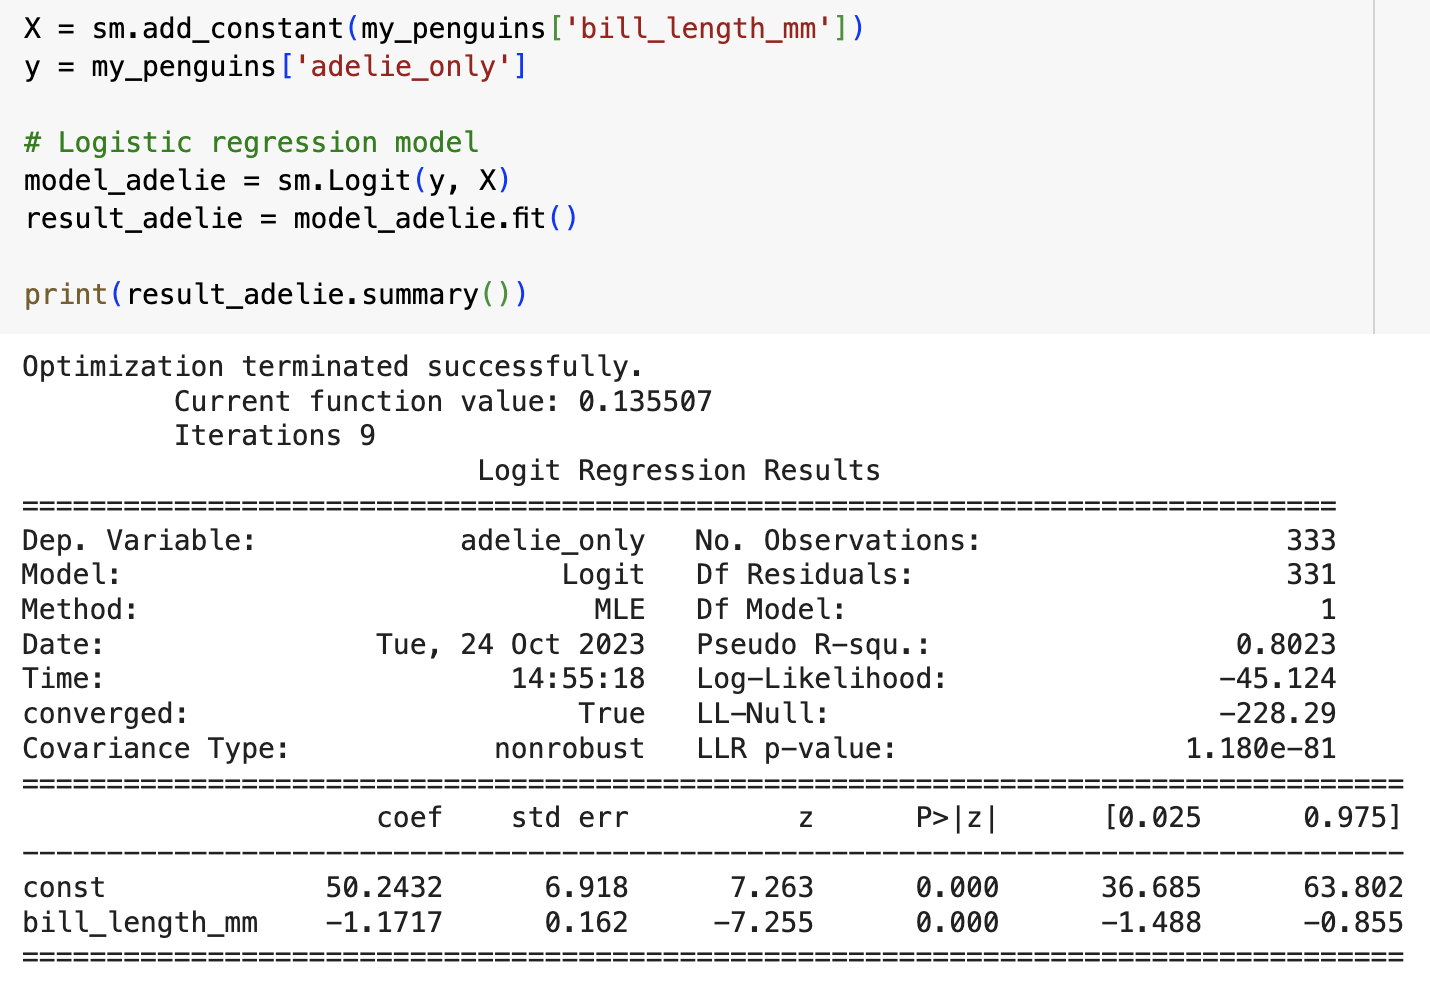 X = sm.add_constant(my_penguins['bill_length_mm'])
y = my_penguins['adelie_only']
# Logistic regression model
model_adelie = sm.Logit(y, X)
result_adelie = model_adelie.fit()
print(result_adelie.summary())
Optimization terminated successfully.
         Current function value: 0.135507
         Iterations 9
                           Logit Regression Results
==============================================================================
Dep. Variable:            adelie_only   No. Observations:                  333
Model:                          Logit   Df Residuals:                      331
Method:                           MLE   Df Model:                            1
Date:                Tue, 24 Oct 2023   Pseudo R-squ.:                  0.8023
Time:                        14:55:18   Log-Likelihood:                -45.124
converged:                       True   LL-Null:                       -228.29
Covariance Type:            nonrobust   LLR p-value:                 1.180e-81
==================================================================================
                     coef    std err          z      P>|z|      [0.025      0.975]
----------------------------------------------------------------------------------
const             50.2432      6.918      7.263      0.000      36.685      63.802
bill_length_mm    -1.1717      0.162     -7.255      0.000      -1.488      -0.855
==================================================================================